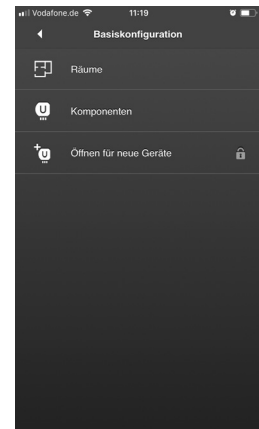 Vodafone.de 11:19
Basiskonfiguration
Räume
Komponenten
Öffnen für neue Geräte